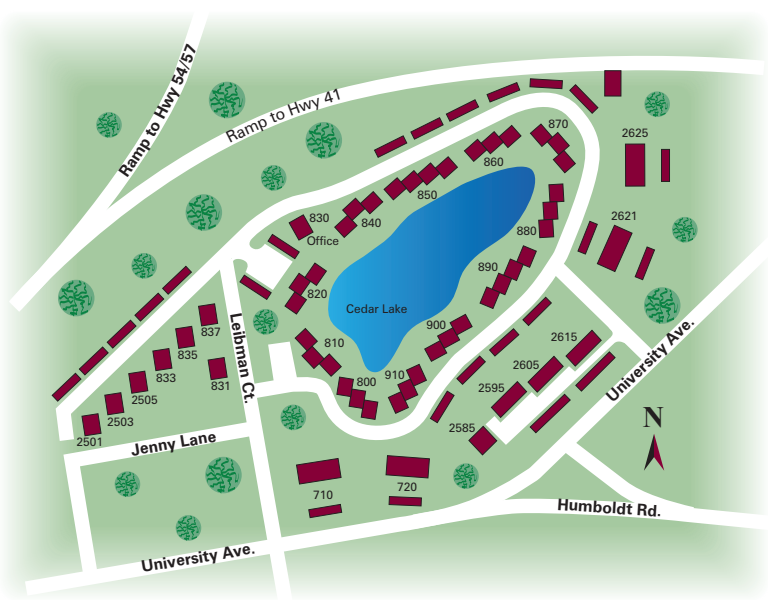 Ramp to Hwy 54/57
Ramp to Hwy 41
870
2625
860
850
2621
830
Office
840
880
890
820
Cedar Lake
837
Leibman Ct.
900
835
810
2615
University Ave.
833
831
2605
2505
800
910
2595
2503
2501
2585
N
Jenny Lane
710
720
Humboldt Rd.
University Ave.